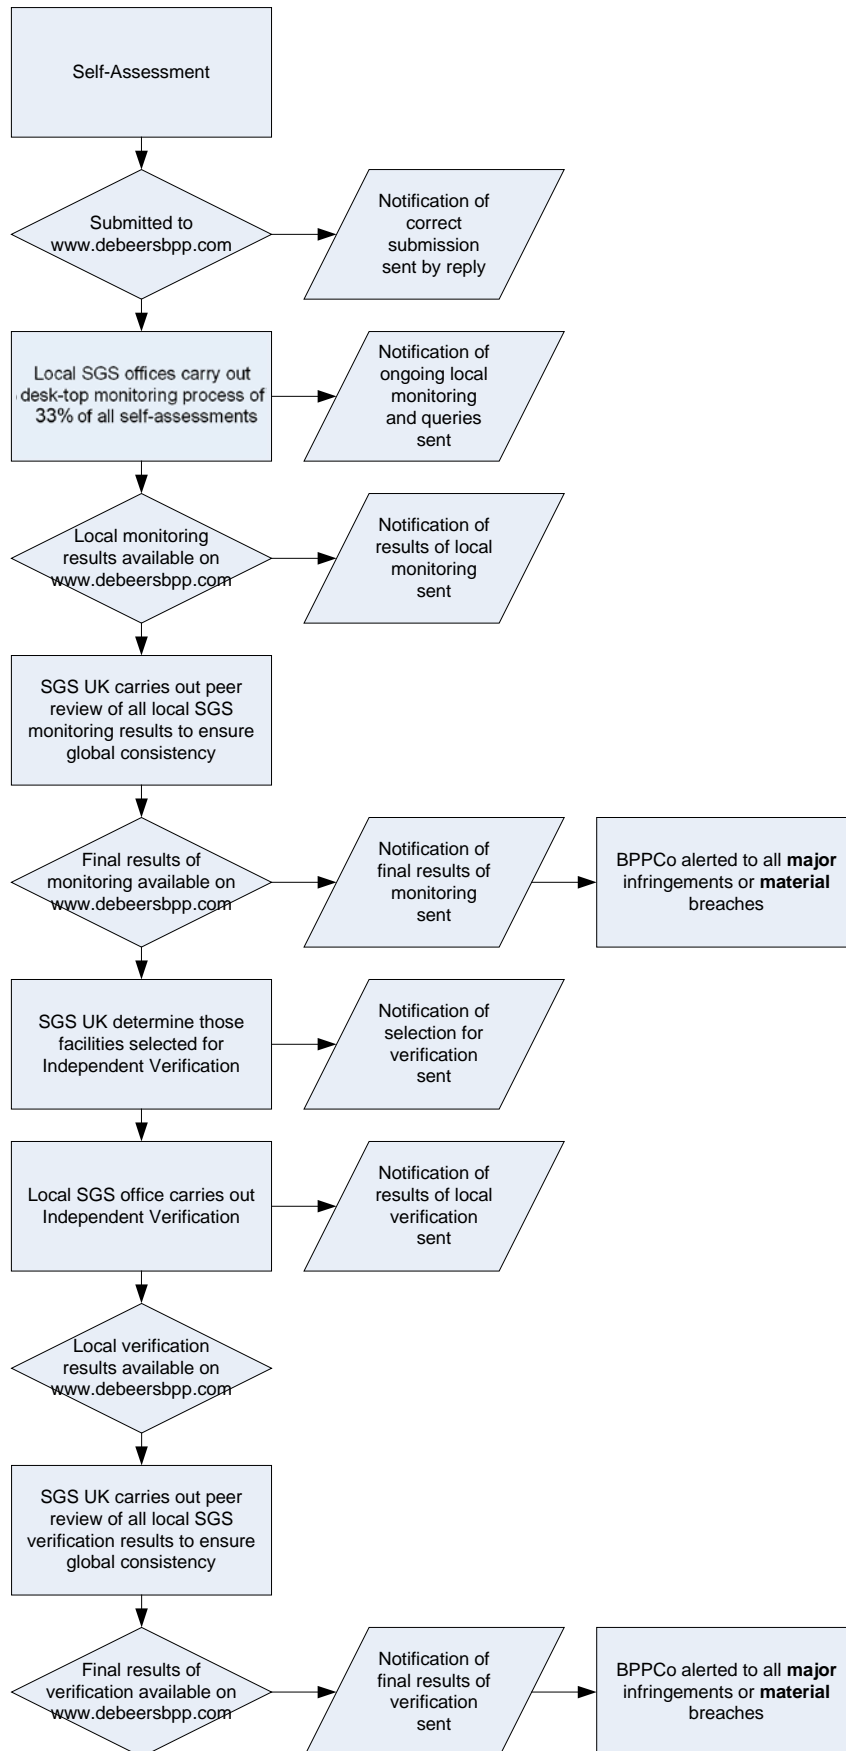 Self-Assessment
Submitted to
www.debeersbpp.com
Notification of
correct
submission
sent by reply
Local SGS offices carry out
desk-top monitoring process of
33% of all self-assessments
Notification of
ongoing local
monitoring
and queries
sent
Local monitoring
results available on
www.debeersbpp.com
Notification of
results of local
monitoring
sent
SGS UK carries out peer
review of all local SGS
monitoring results to ensure
global consistency
Final results of
monitoring available on
www.debeersbpp.com
Notification of
final results of
monitoring
sent
BPPCo alerted to all major
infringements or material
breaches
SGS UK determine those
facilities selected for
Independent Verification
Notification of
selection for
verification
sent
Local SGS office carries out
Independent Verification
Notification of
results of local
verification
sent
Local verification
results available on
www.debeersbpp.com
SGS UK carries out peer
review of all local SGS
verification results to ensure
global consistency
Final results of
verification available on
www.debeersbpp.com
Notification of
final results of
verification
sent
BPPCo alerted to all major
infringements or material
breaches